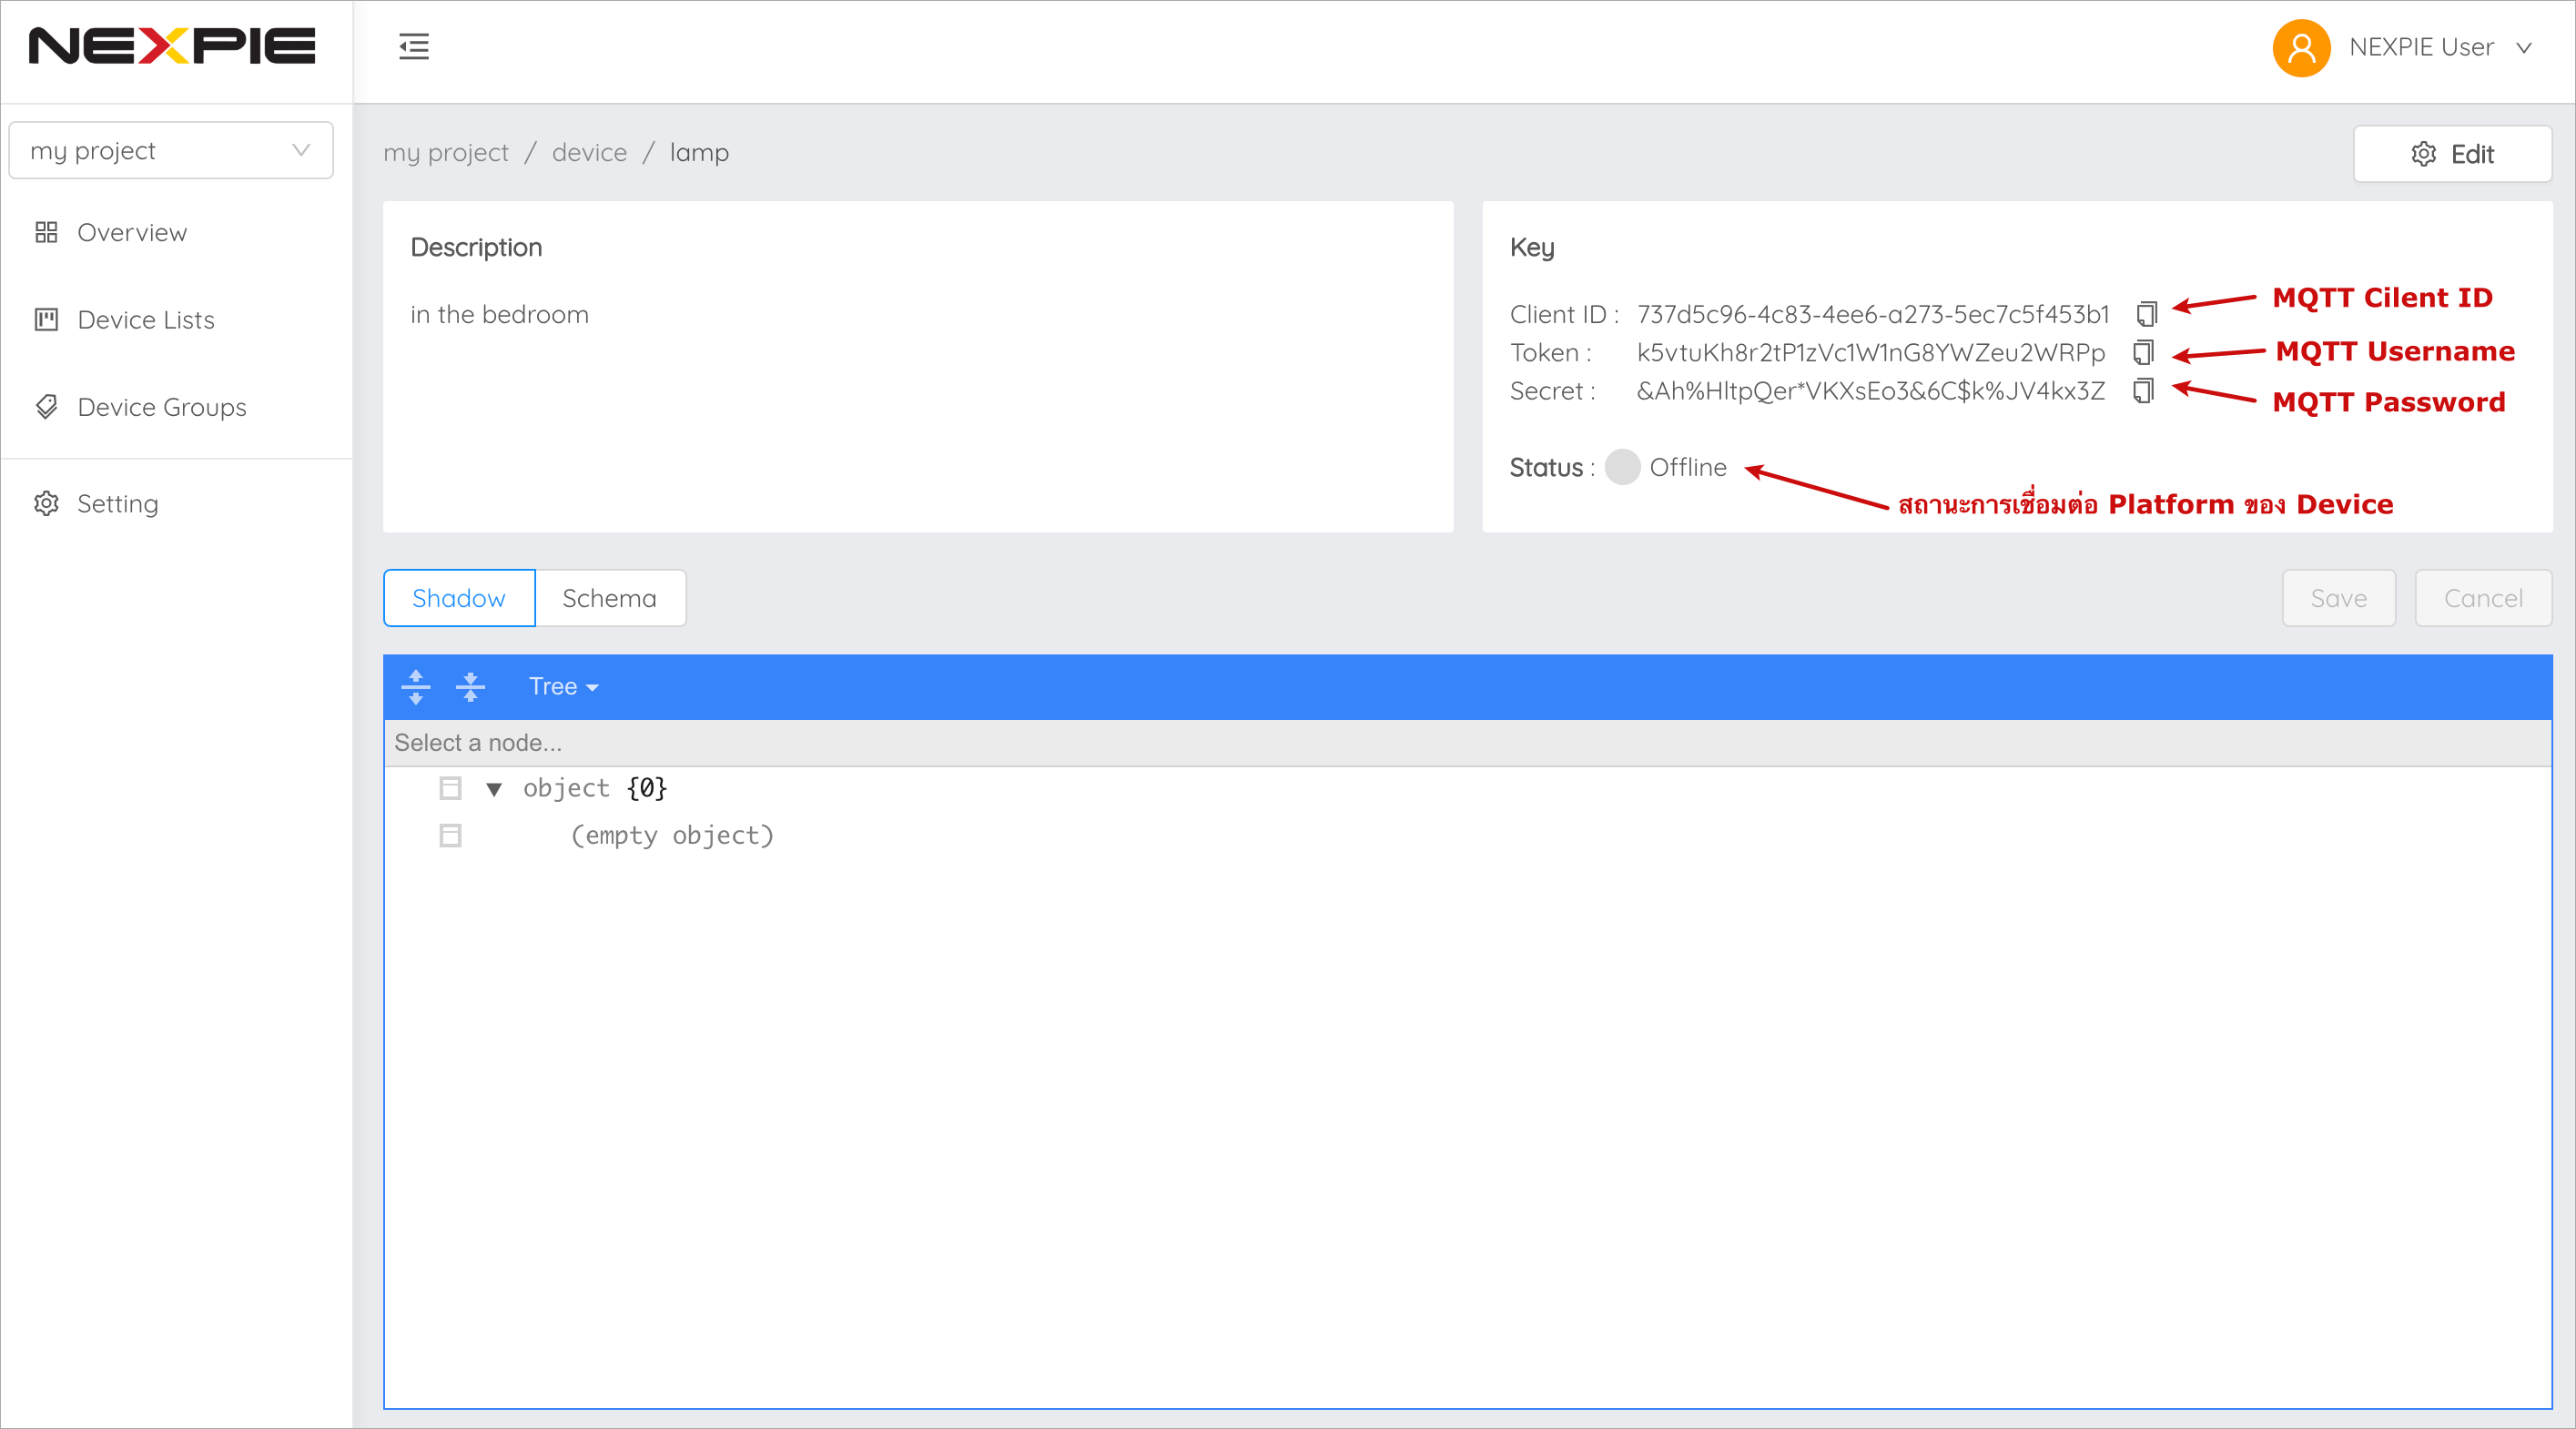 NEXPIE
NEXPIE User
my project
my project / device / lamp
Edit
Overview
Device Lists
Device Groups
Setting
Description
in the bedroom
Key
Client ID : 737d5c96-4c83-4ee6-a273-5ec7c5f453b1
MQTT Cilent ID
Token : k5vtuKh8r2tP1zVc1W1nG8YWZeu2WRPp
MQTT Username
Secret : &Ah%HltpQer*VKXsEo3&6C$k%JV4kx3Z
MQTT Password
Status : Offline
สถานะการเชื่อมต่อ Platform ของ Device
Shadow
Schema
Save
Cancel
Tree
Select a node...
object {0}
(empty object)